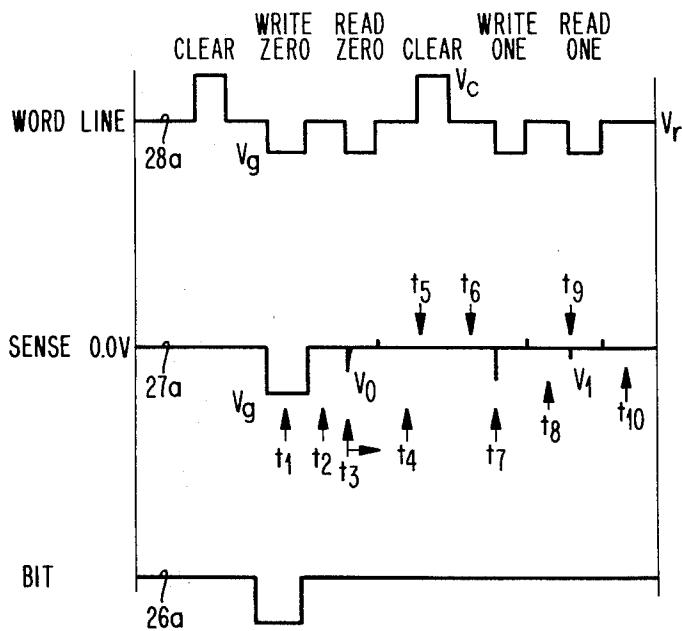 CLEAR WRITE ZERO READ ZERO CLEAR WRITE ONE READ ONE
Vc
WORD LINE
Vr
28a
Vg
t5 t6 t9
SENSE 0.0V
27a
V0
V1
Vg
t1 t2 t3 t4 t7 t8 t10
BIT
26a